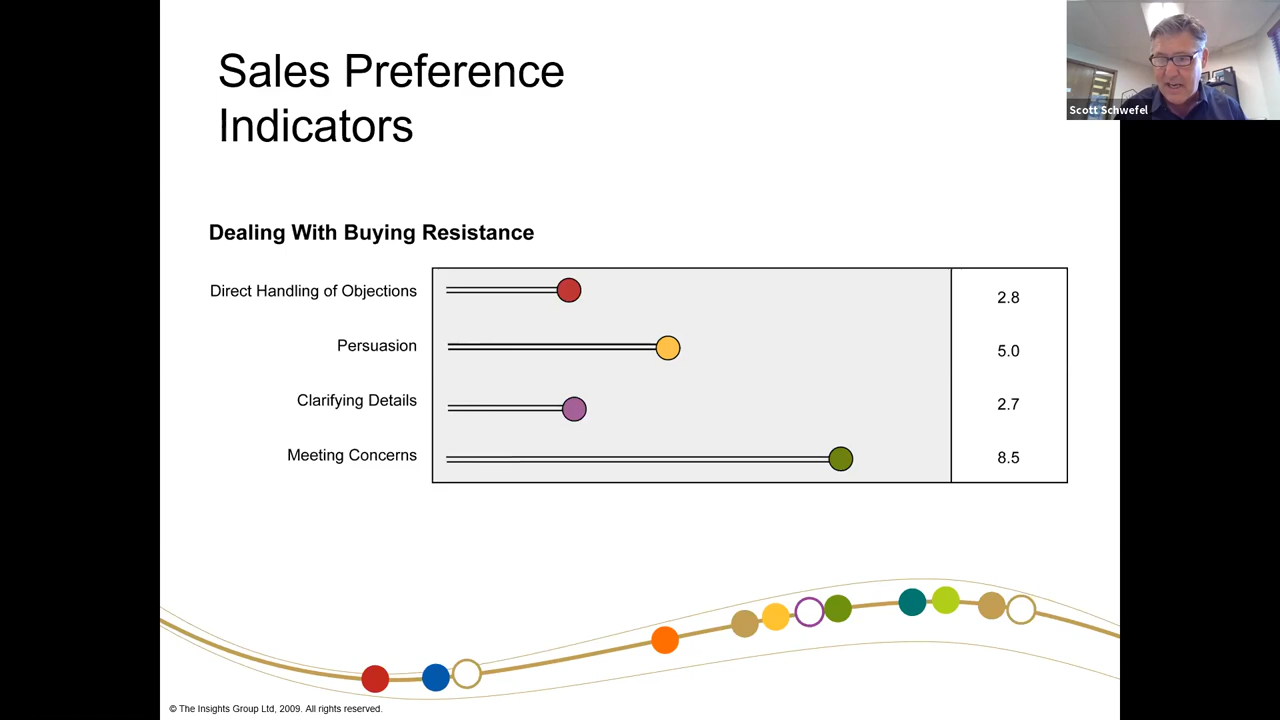 Sales Preference
Indicators
Scott Schwefel
Dealing With Buying Resistance
Direct Handling of Objections 2.8
Persuasion 5.0
Clarifying Details 2.7
Meeting Concerns 8.5
© The Insights Group Ltd, 2009. All rights reserved.